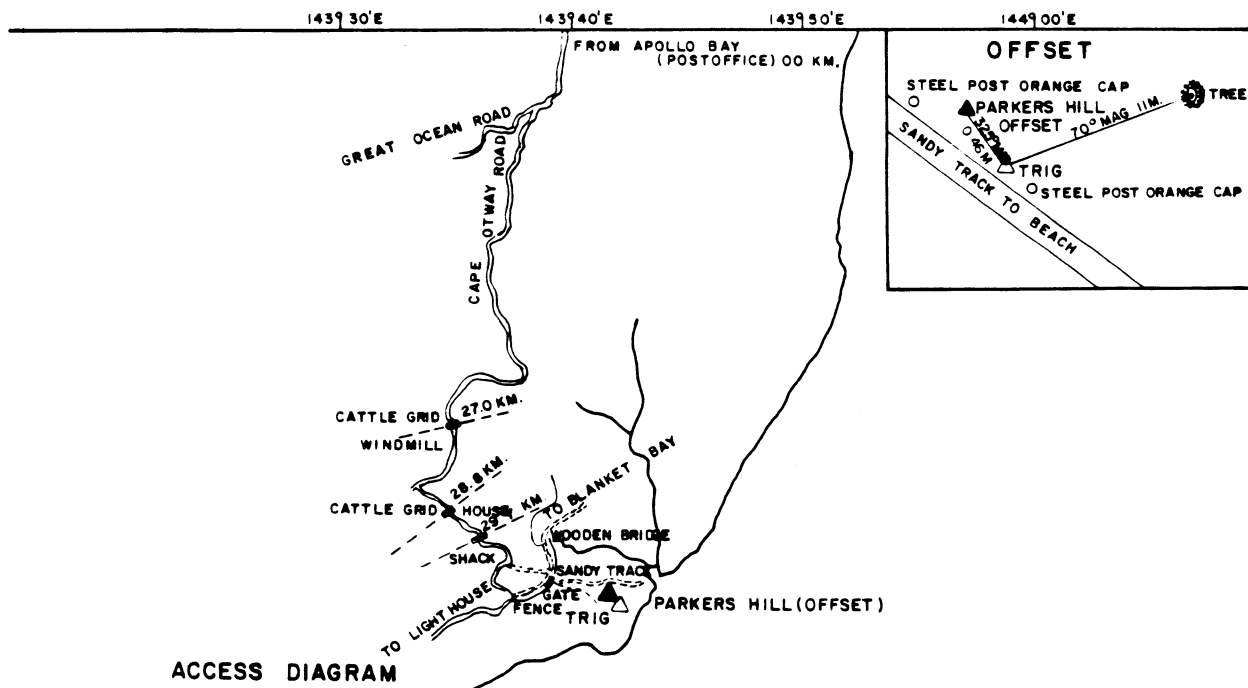 143°30'E 143°40'E 143°50'E 144°00'E
FROM APOLLO BAY
(POSTOFFICE) 00 KM.
GREAT OCEAN ROAD
CAPE OTWAY ROAD
OFFSET
STEEL POST ORANGE CAP
PARKERS HILL
OFFSET
TREE
70° MAG 11M.
TRIG
STEEL POST ORANGE CAP
SANDY TRACK TO BEACH
CATTLE GRID 27.0 KM.
WINDMILL
28.8 KM.
CATTLE GRID HOUSE
KM
TO BLANKET BAY
WOODEN BRIDGE
SHACK
SANDY TRACK
GATE
FENCE
TRIG
PARKERS HILL (OFFSET)
TO LIGHT HOUSE
ACCESS DIAGRAM